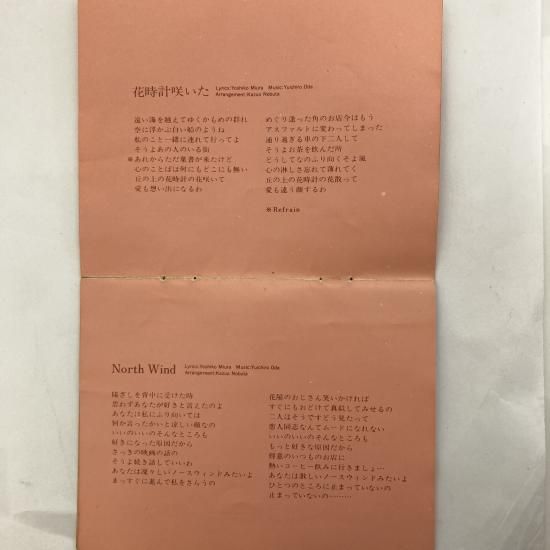 花時計咲いた
Lyrics:Yoshiko Miura Music:Yuichiro Oda
Arrangement:Kazuo Nobuta
遠い海を越えてゆくかもめの群れ
空に浮かぶ白い船のようね
私のこと一緒に連れて行ってよ
そうよあの人のいる街
※あれからただ葉書が来たけど
心のことばは何にもどこにも無い
丘の上の花時計の花咲いて
愛も想い出になるわ
めぐり逢った角のお店今はもう
アスファルトに変わってしまった
通り過ぎる車の下二人して
そうよお茶を飲んだ所
どうしてなのふり向くそよ風
心の淋しさ忘れて薄れてく
丘の上の花時計の花散って
愛も違う顔するわ
※Refrain
North Wind
Lyrics:Yoshiko Miura Music:Yuichiro Oda
Arrangement:Kazuo Nobuta
陽ざしを背中に受けた時
思わずあなたが好きと言えたのよ
あなたは私にふり向いては
何か言ったかいと涼しい顔なの
いいのいいのそんなところも
好きになった原因だから
さっきの映画の話の
そうよ続き話していいわ
あなたは凛々しいノースウィンドみたいよ
まっすぐに進んで私をさらうの
花屋のおじさん笑いかければ
すぐにもおどけて真似してみせるの
二人はそうですどう見たって
恋人同志なんてムードになれない
いいのいいのそんなところも
もっと好きな原因だから
得意のいつものお店に
熱いコーヒー飲みに行きましょ…
あなたは激しいノースウィンドみたいよ
ひとつのところに止まっていないの
止まっていないの………